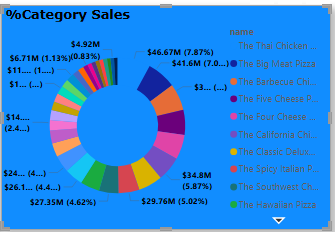 %Category Sales
$4.92M
(0.83%)
$6.71M (1.13%)
$11.... (1....)
$1... (...)
$14....
(2.4...)
$24... (...)
$26.1... (4.4...)
$27.35M (4.62%)
$29.76M (5.02%)
$34.8M
(5.87%)
$3... (...)
$41.6M (7.0...)
$46.67M (7.87%)
name
The Thai Chicken ...
The Big Meat Pizza
The Barbecue Chi...
The Five Cheese P...
The Four Cheese ...
The California Chi...
The Classic Delux...
The Spicy Italian P...
The Southwest Ch...
The Hawaiian Pizza